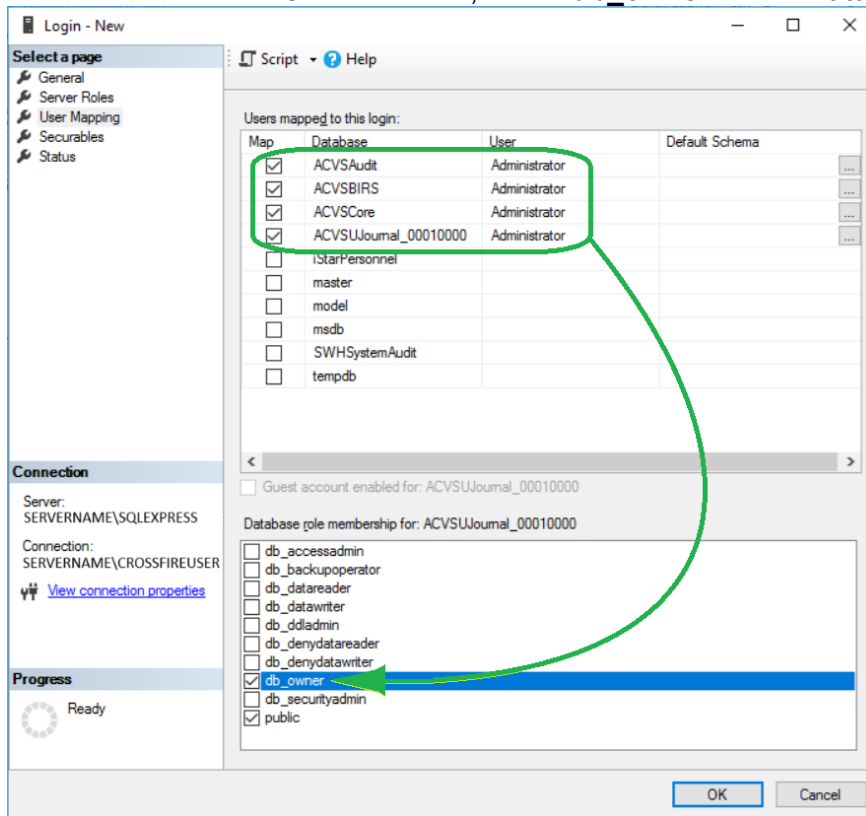 Login - New
Select a page
General
Server Roles
User Mapping
Securables
Status
Script Help
Users mapped to this login:
Map Database User Default Schema
ACVSAudit Administrator ...
ACVSBIRS Administrator ...
ACVSCore Administrator ...
ACVSUJournal_00010000 Administrator ...
iStarPersonnel
master
model
msdb
SWHSystemAudit
tempdb
Guest account enabled for: ACVSUJournal_00010000
Database role membership for: ACVSUJournal_00010000
db_accessadmin
db_backupoperator
db_datareader
db_datawriter
db_ddladmin
db_denydatareader
db_denydatawriter
db_owner
db_securityadmin
public
Connection
Server:
SERVERNAME\SQLEXPRESS
Connection:
SERVERNAME\CROSSFIREUSER
View connection properties
Progress
Ready
OK Cancel